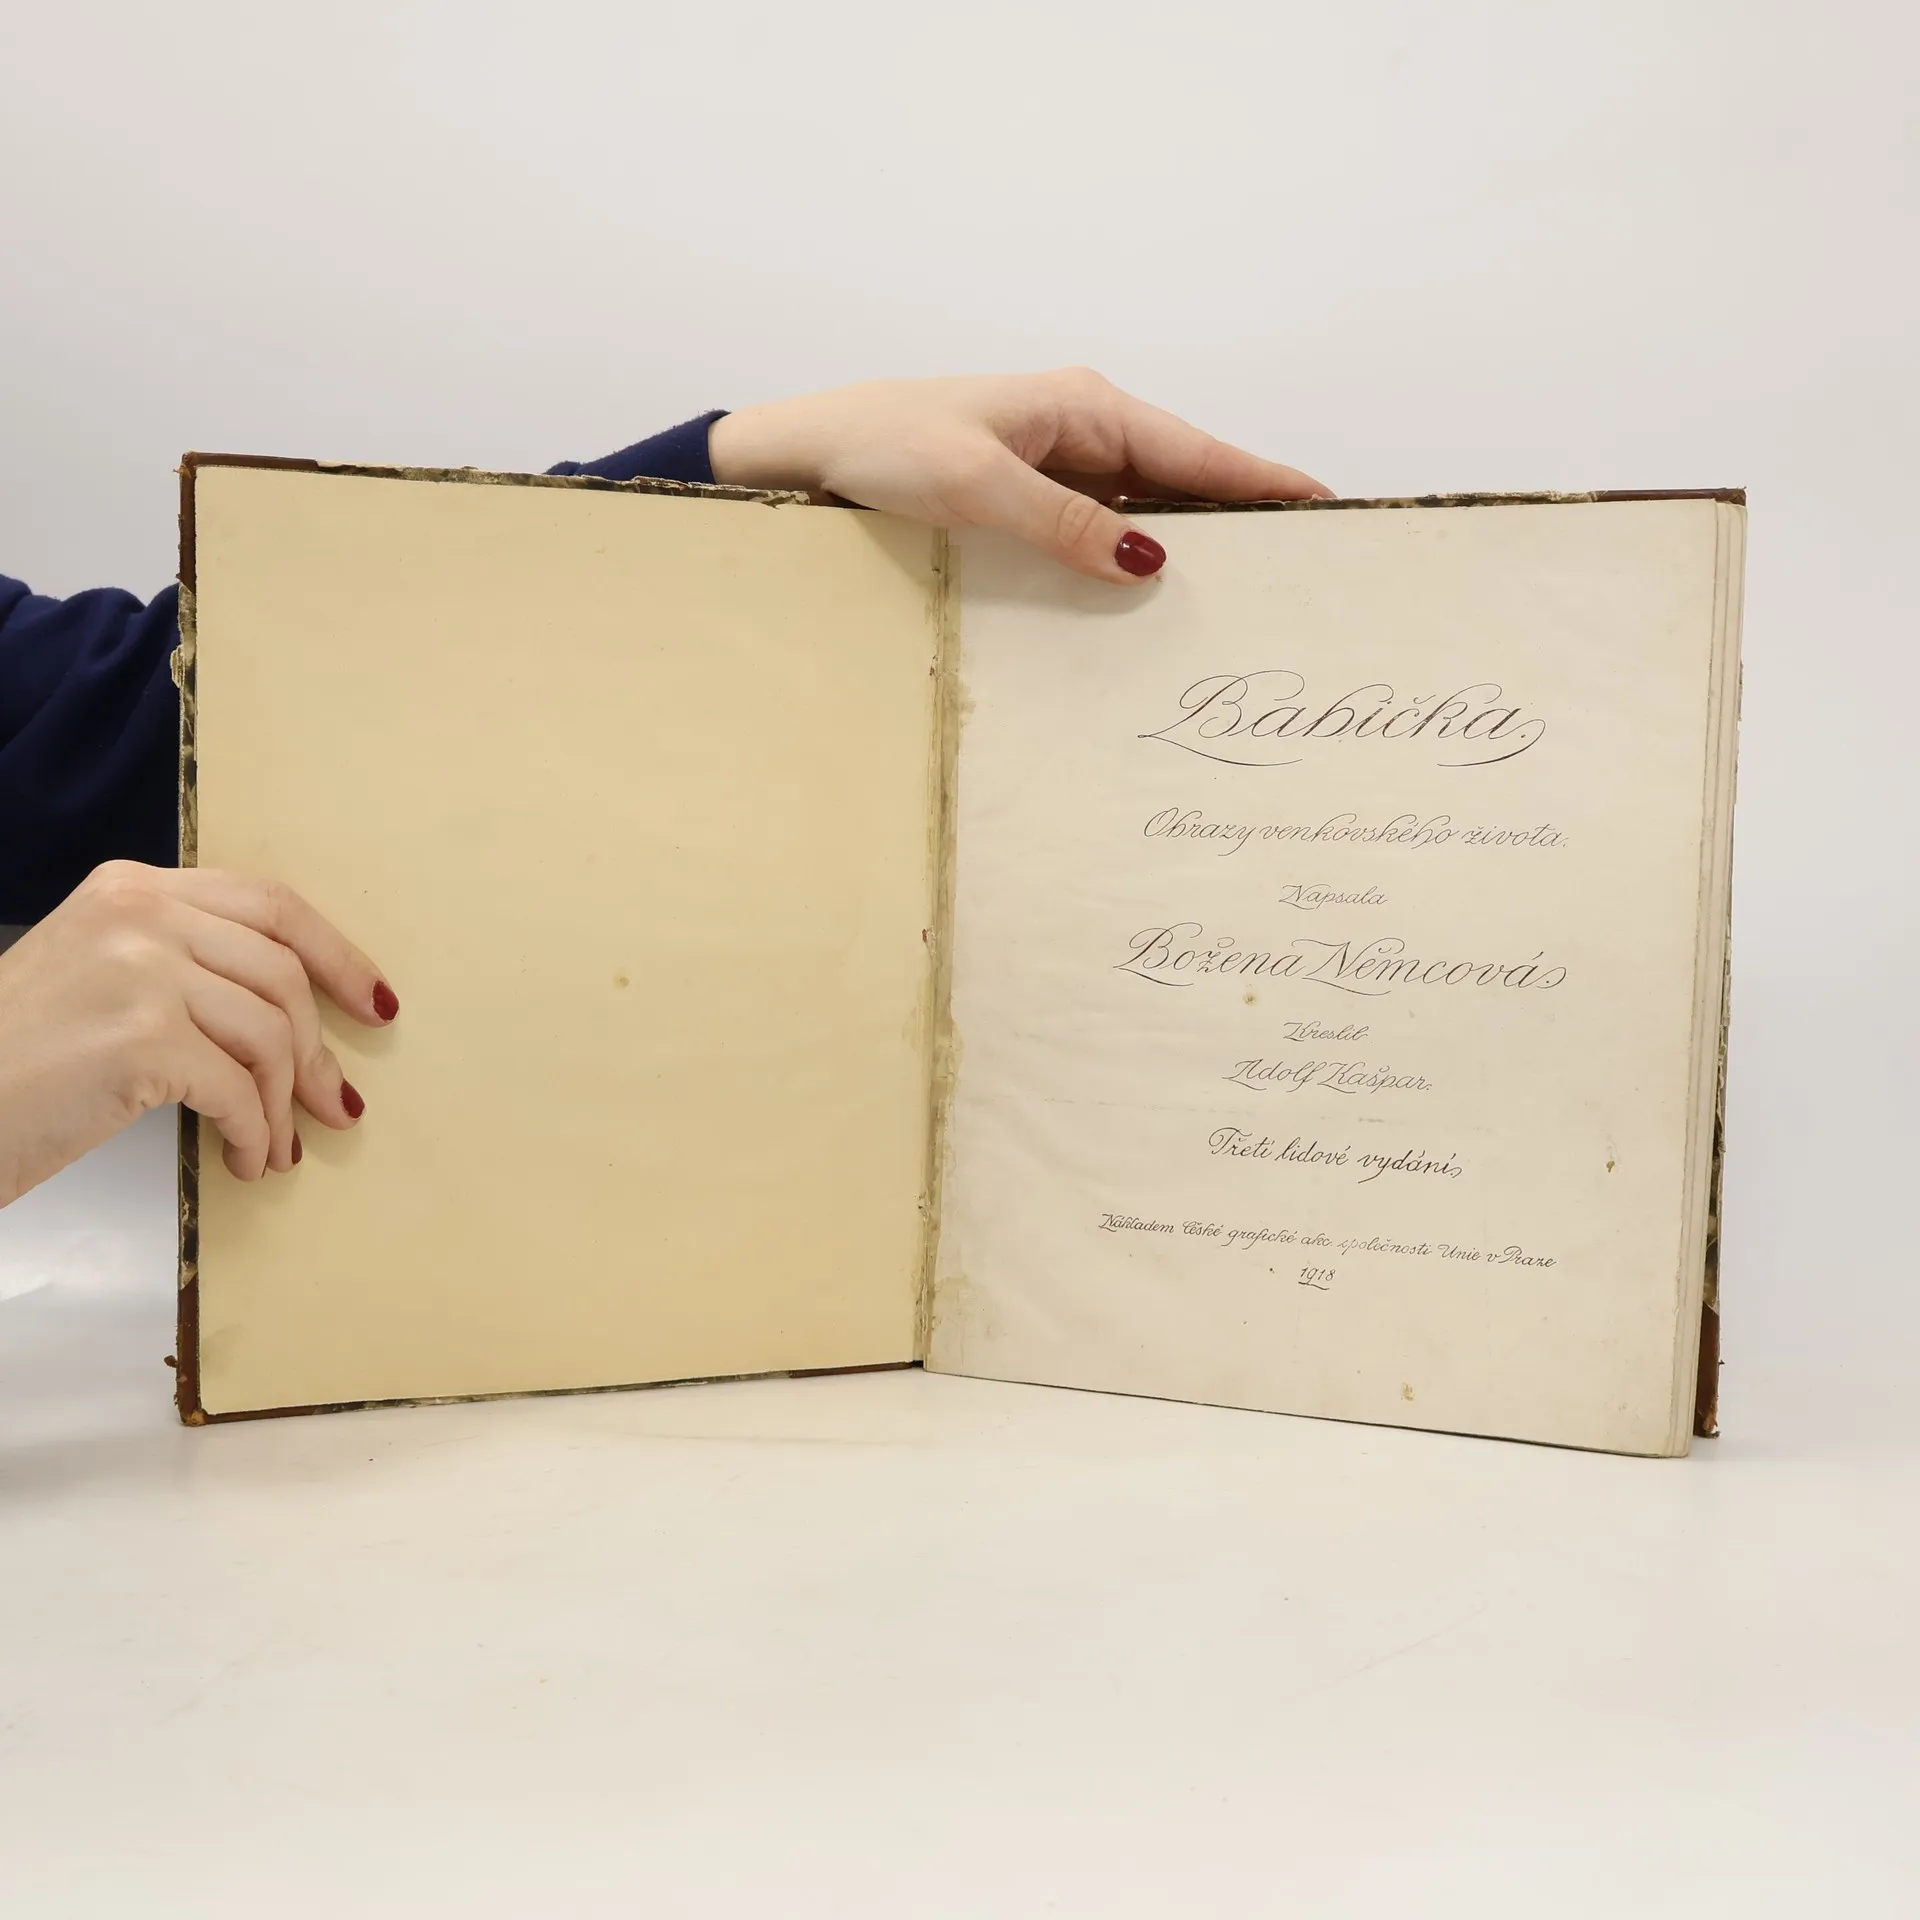 Babička.
Obrazy venkovského života.
Napsala
Božena Němcová.
Kreslil
Adolf Kašpar.
Třetí lidové vydání.
Nákladem České grafické akc. společnosti Unie v Praze
1918